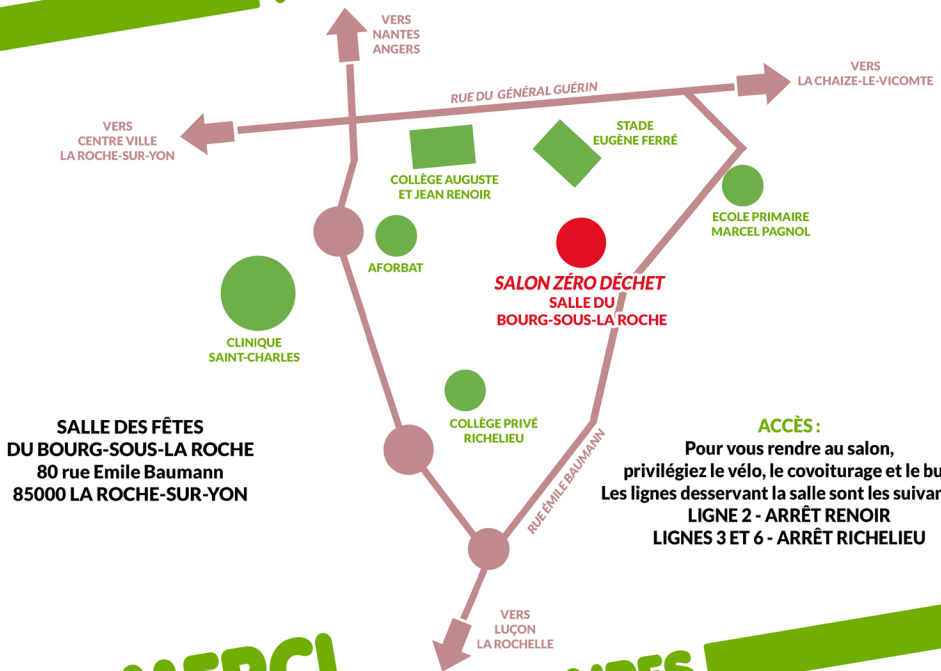 VERS
NANTES
ANGERS
RUE DU GÉNÉRAL GUÉRIN
VERS
LA CHAIZE-LE-VICOMTE
VERS
CENTRE VILLE
LA ROCHE-SUR-YON
STADE
EUGÈNE FERRÉ
COLLÈGE AUGUSTE
ET JEAN RENOIR
ECOLE PRIMAIRE
MARCEL PAGNOL
AFORBAT
SALON ZÉRO DÉCHET
SALLE DU
BOURG-SOUS-LA ROCHE
CLINIQUE
SAINT-CHARLES
COLLÈGE PRIVÉ
RICHELIEU
RUE ÉMILE BAUMANN
SALLE DES FÊTES
DU BOURG-SOUS-LA ROCHE
80 rue Emile Baumann
85000 LA ROCHE-SUR-YON
ACCÈS :
Pour vous rendre au salon,
privilégiez le vélo, le covoiturage et le bu
Les lignes desservant la salle sont les suivan
LIGNE 2 - ARRÊT RENOIR
LIGNES 3 ET 6 - ARRÊT RICHELIEU
VERS
LUÇON
LA ROCHELLE
MERCI